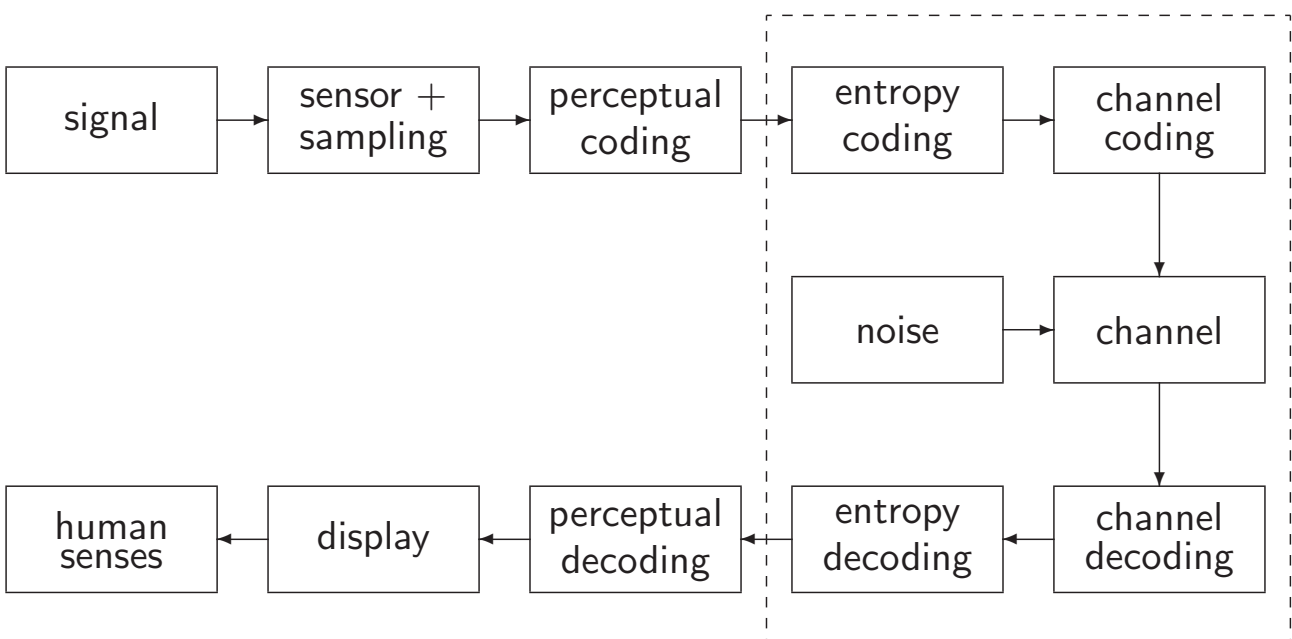 signal
sensor +
sampling
perceptual
coding
entropy
coding
channel
coding
noise
channel
human
senses
display
perceptual
decoding
entropy
decoding
channel
decoding